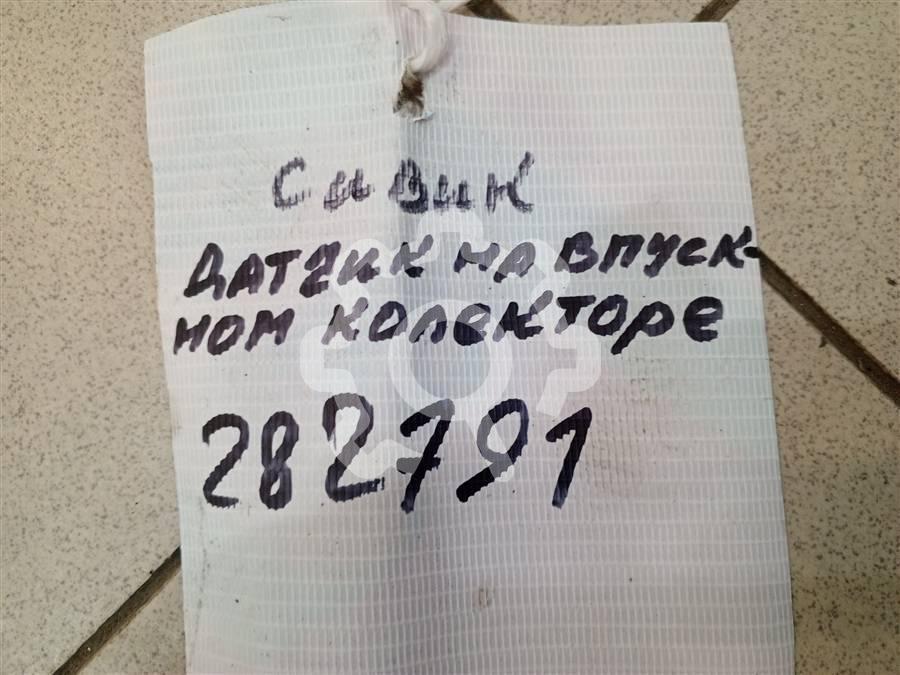 Сивик
ДАТЧИК НА ВПУСК-
НОМ КОЛЕКТОРЕ
282791